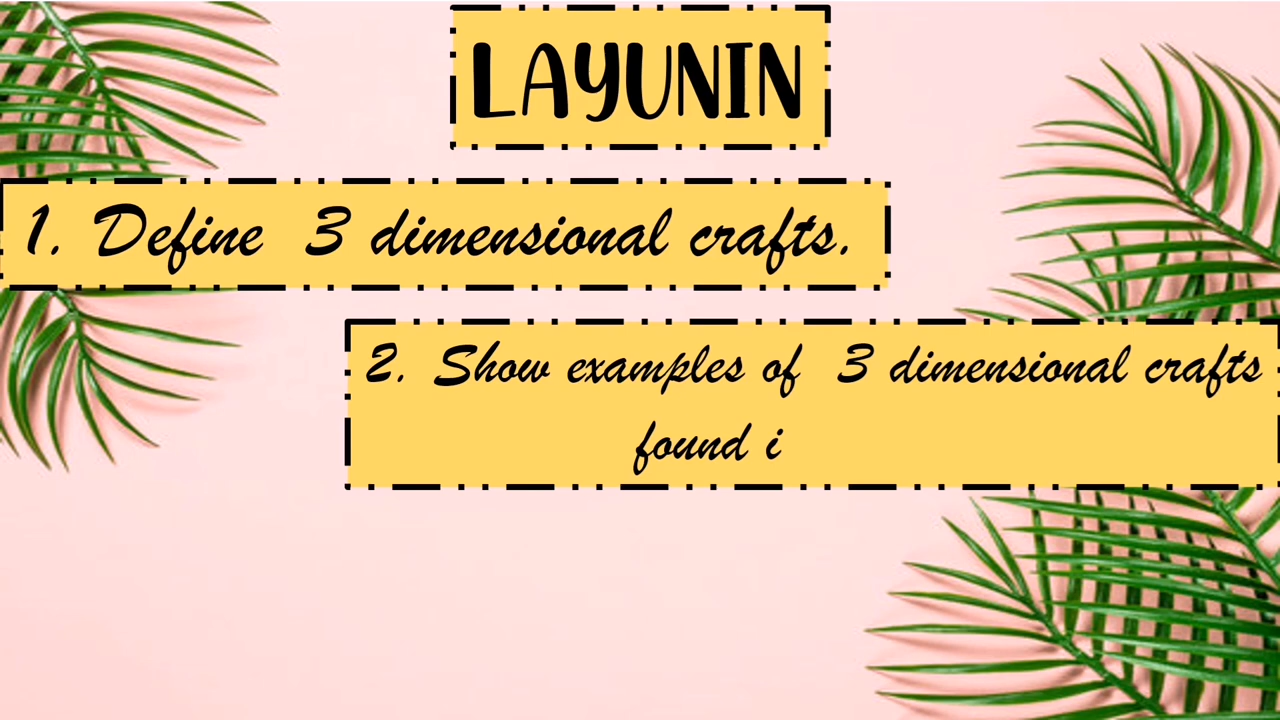 LAYUNIN
1. Define 3 dimensional crafts.
2. Show examples of 3 dimensional crafts
found i